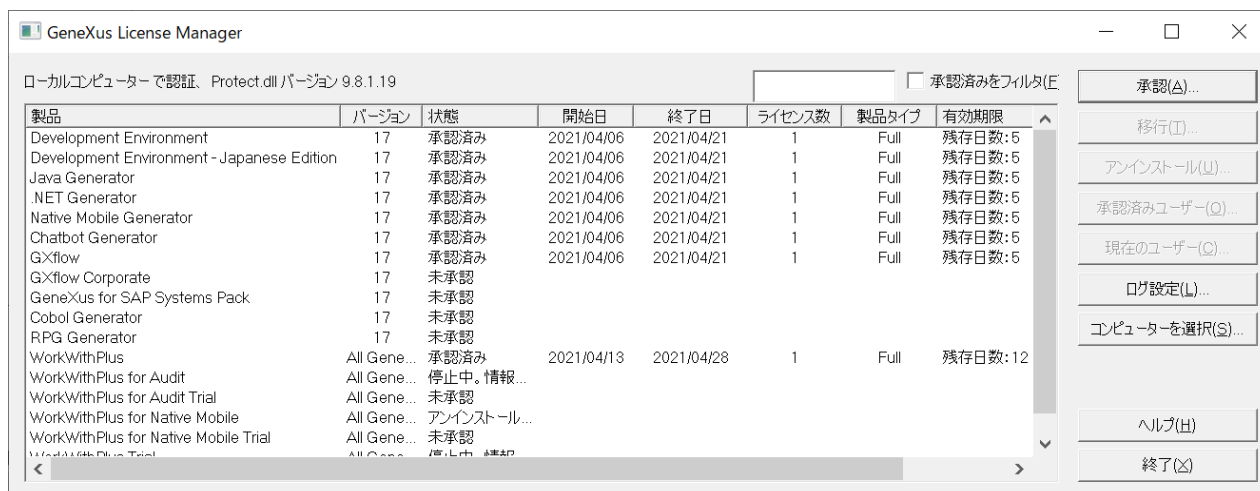 GeneXus License Manager
ローカルコンピューター で認証、 Protect.dll バージョン 9.8.1.19
承認済みをフィルタ(F
製品 バージョン 状態 開始日 終了日 ライセンス数 製品タイプ 有効期限
Development Environment 17 承認済み 2021/04/06 2021/04/21 1 Full 残存日数:5
Development Environment - Japanese Edition 17 承認済み 2021/04/06 2021/04/21 1 Full 残存日数:5
Java Generator 17 承認済み 2021/04/06 2021/04/21 1 Full 残存日数:5
.NET Generator 17 承認済み 2021/04/06 2021/04/21 1 Full 残存日数:5
Native Mobile Generator 17 承認済み 2021/04/06 2021/04/21 1 Full 残存日数:5
Chatbot Generator 17 承認済み 2021/04/06 2021/04/21 1 Full 残存日数:5
GXflow 17 承認済み 2021/04/06 2021/04/21 1 Full 残存日数:5
GXflow Corporate 17 未承認
GeneXus for SAP Systems Pack 17 未承認
Cobol Generator 17 未承認
RPG Generator 17 未承認
WorkWithPlus All Gene... 承認済み 2021/04/13 2021/04/28 1 Full 残存日数:12
WorkWithPlus for Audit All Gene... 停止中。情報...
WorkWithPlus for Audit Trial All Gene... 未承認
WorkWithPlus for Native Mobile All Gene... アンインストール...
WorkWithPlus for Native Mobile Trial All Gene... 未承認
WorkWithPlus Trial All Gene... 停止中。情報...
承認(A)...
移行(T)...
アンインストール(U)...
承認済みユーザー(O)...
現在のユーザー(C)...
ログ設定(L)...
コンピューターを選択(S)...
ヘルプ(H)
終了(X)